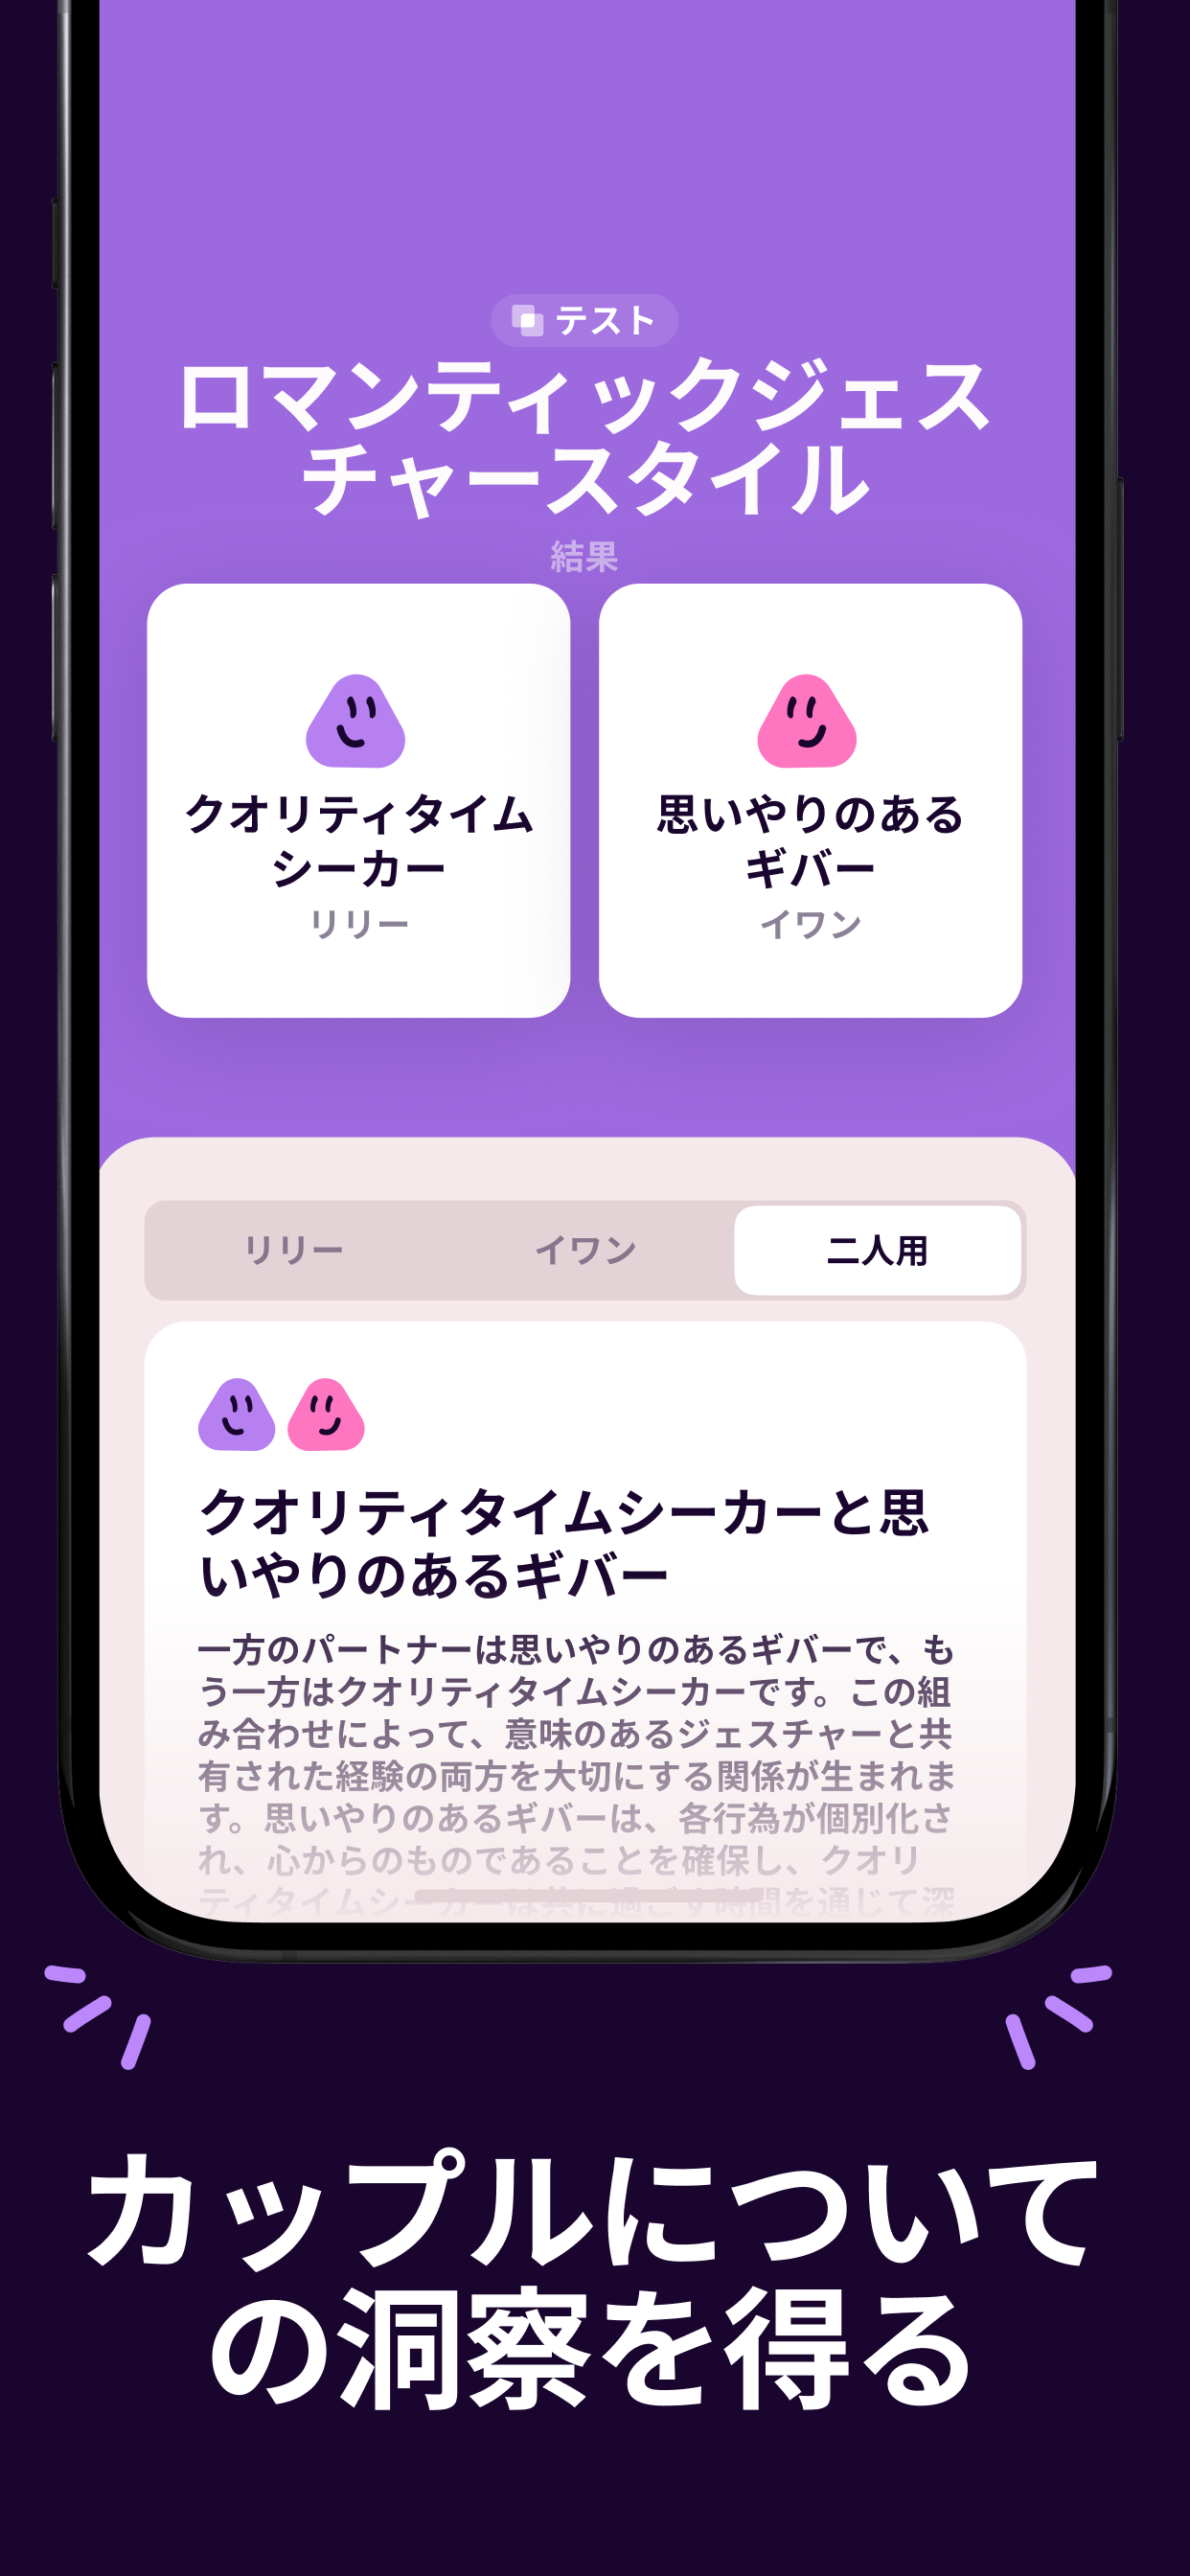 テスト
ロマンティックジェス
チャースタイル
結果
クオリティタイム
シーカー
リリー
思いやりのある
ギバー
イワン
リリー
イワン
二人用
クオリティタイムシーカーと思
いやりのあるギバー
一方のパートナーは思いやりのあるギバーで、も
う一方はクオリティタイムシーカーです。この組
み合わせによって、意味のあるジェスチャーと共
有された経験の両方を大切にする関係が生まれま
す。思いやりのあるギバーは、各行為が個別化さ
れ、心からのものであることを確保し、クオリ
ティタイムシーカーは共に過ごす時間を通じて深
カップルについて
の洞察を得る